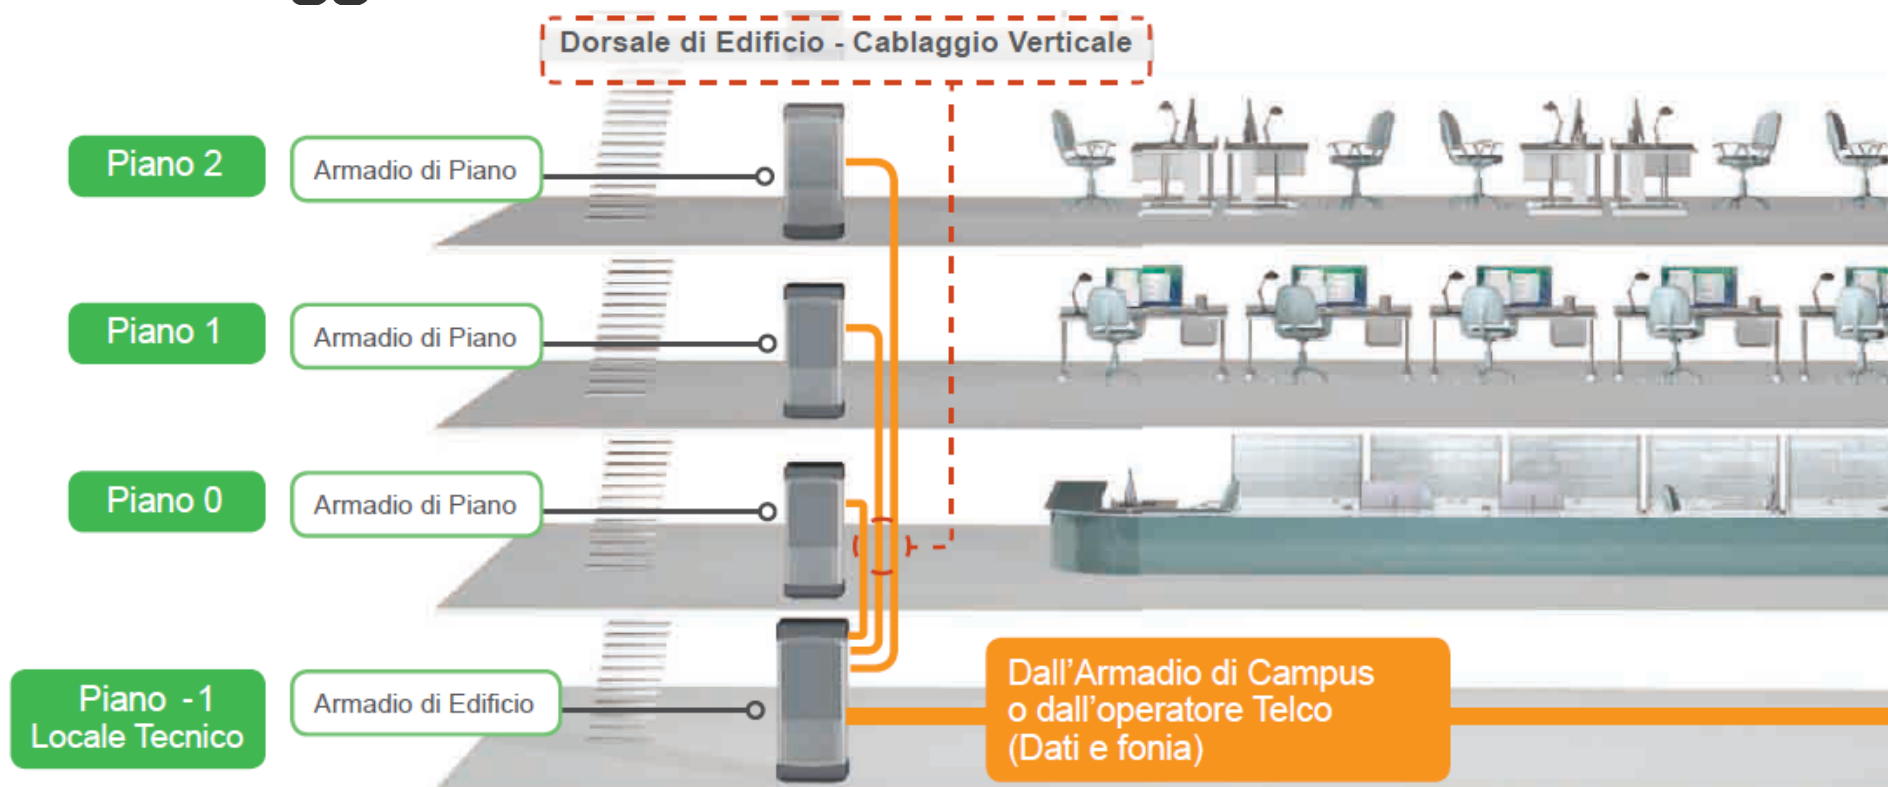 Dorsale di Edificio - Cablaggio Verticale
Piano 2
Armadio di Piano
Piano 1
Armadio di Piano
Piano 0
Armadio di Piano
Piano -1
Locale Tecnico
Armadio di Edificio
Dall'Armadio di Campus
o dall'operatore Telco
(Dati e fonia)